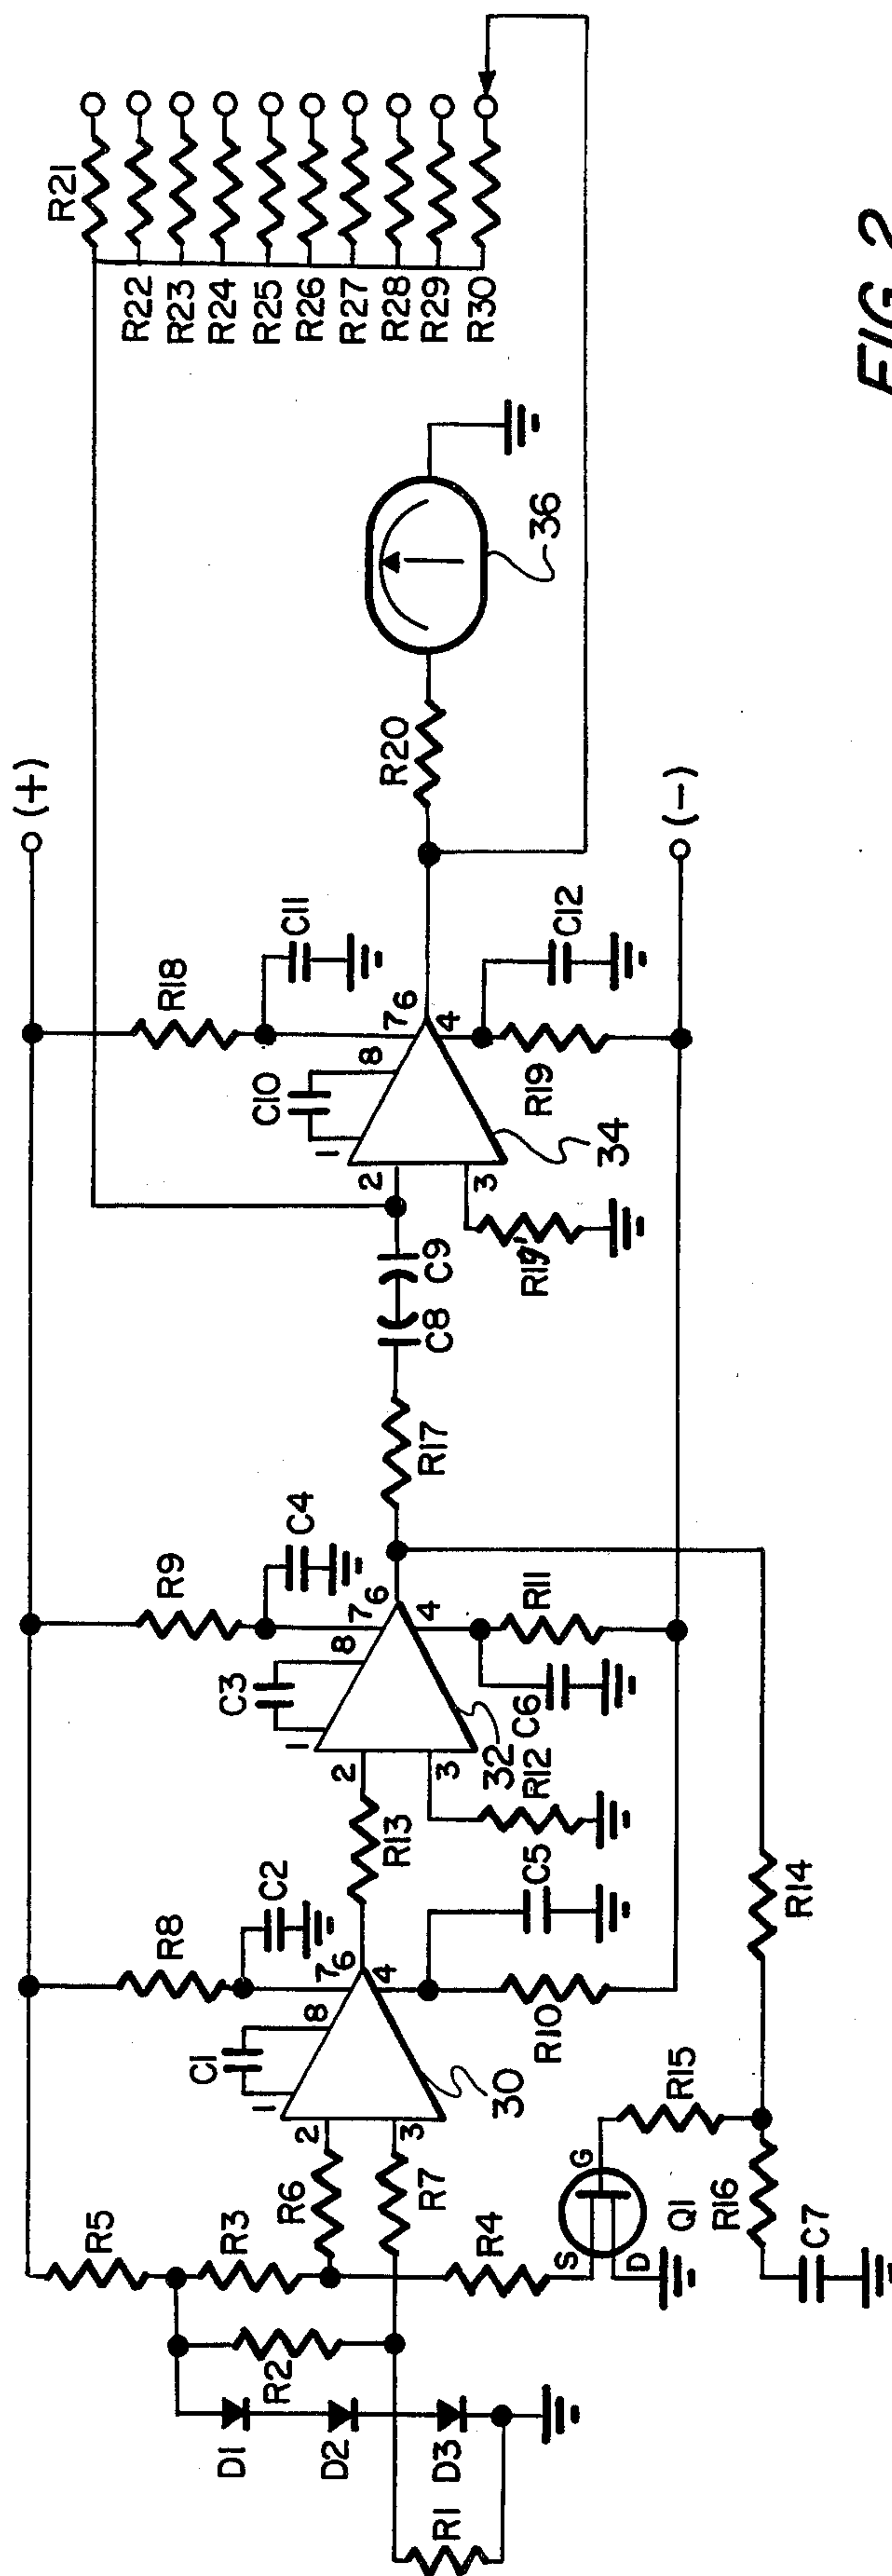 R21
R22
R23
R24
R25
R26
R27
R28
R29
R30
(+)
(-)
R5
R8
R9
R18
C2
C4
C11
C1
C3
C10
1
8
7
6
2
3
4
30
1
8
7
6
2
3
4
32
1
8
7
6
2
3
4
34
R3
R6
R7
R2
R4
R1
D1
D2
D3
R13
R12
R10
C5
R11
C6
R17
C8
C9
R19'
R19
C12
R20
36
S
G
D
Q1
R15
R16
C7
R14
FIG. 2